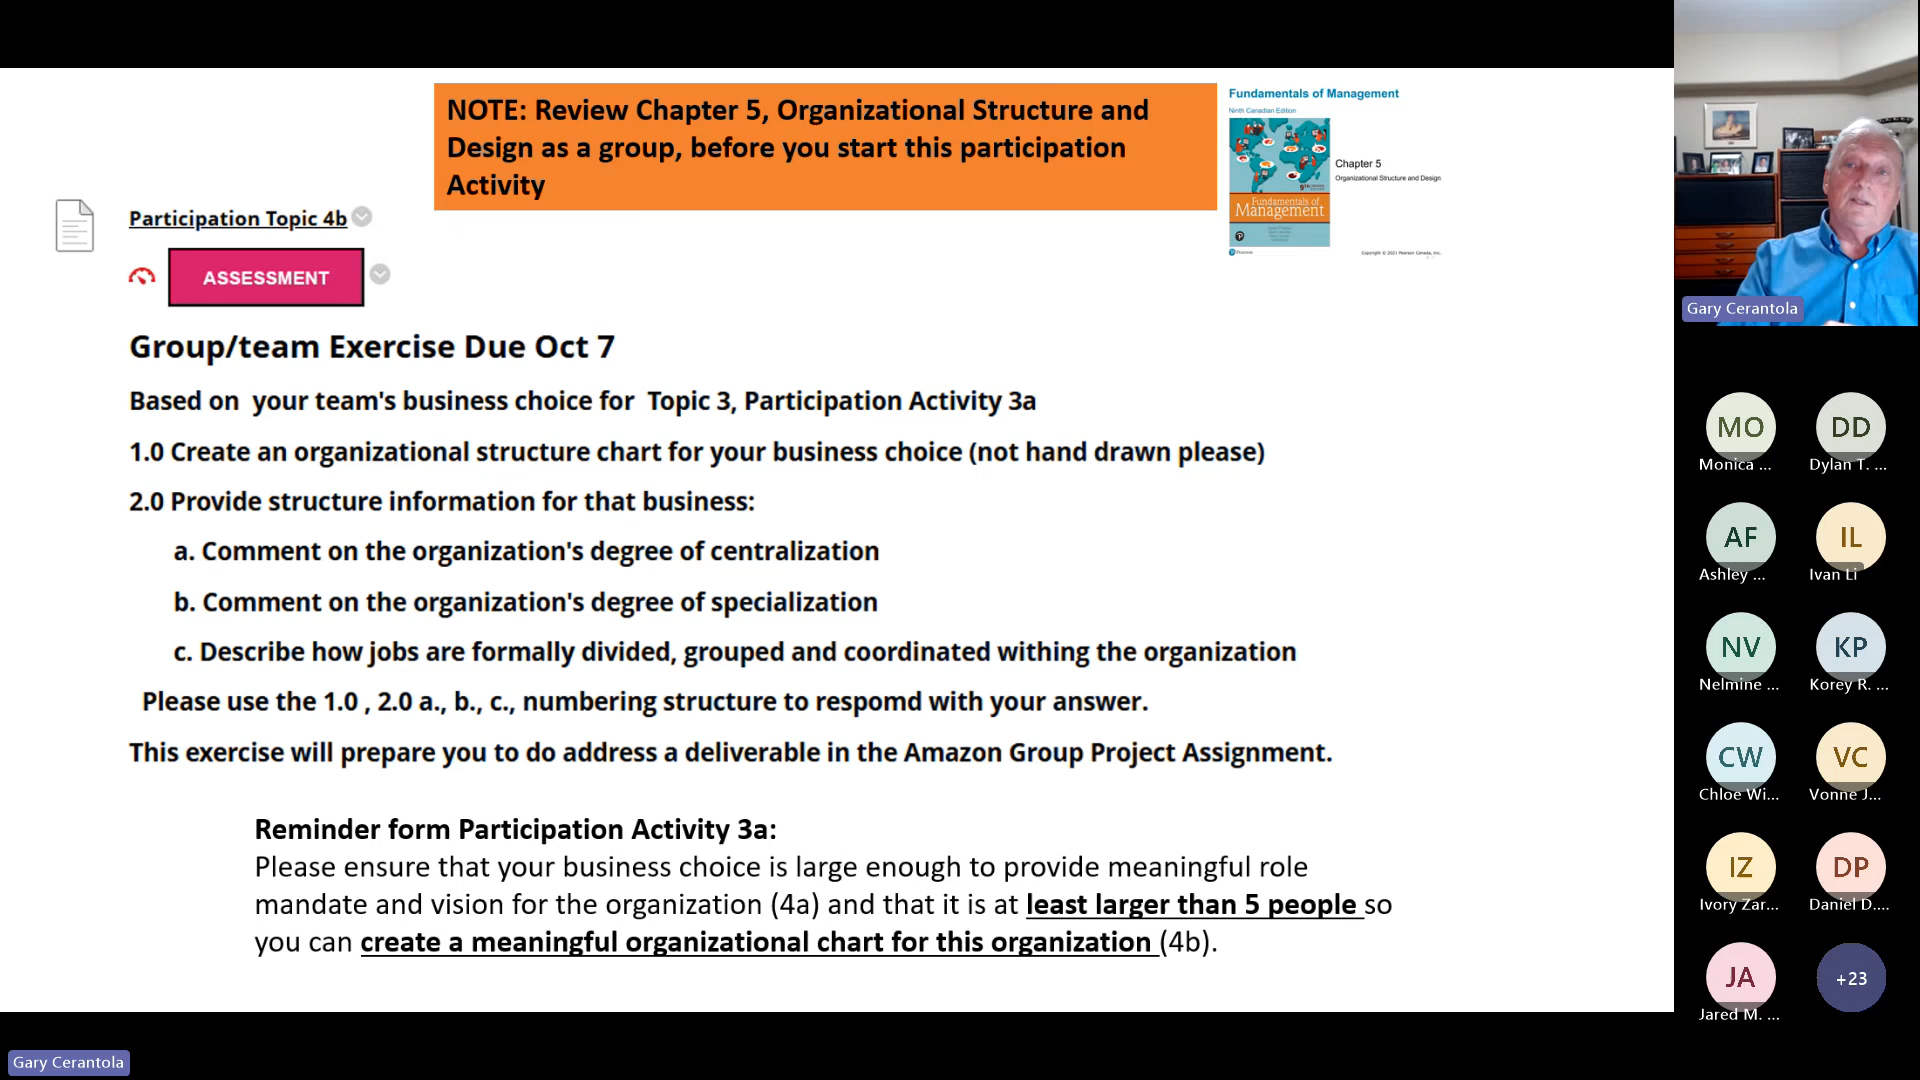 NOTE: Review Chapter 5, Organizational Structure and
Design as a group, before you start this participation
Activity
Fundamentals of Management
Ninth Canadian Edition
Chapter 5
Organizational Structure and Design
Fundamentals of
Management
Pearson
Copyright © 2021 Pearson Canada, Inc.
Participation Topic 4b
ASSESSMENT
Group/team Exercise Due Oct 7
Based on your team's business choice for Topic 3, Participation Activity 3a
1.0 Create an organizational structure chart for your business choice (not hand drawn please)
2.0 Provide structure information for that business:
a. Comment on the organization's degree of centralization
b. Comment on the organization's degree of specialization
c. Describe how jobs are formally divided, grouped and coordinated withing the organization
Please use the 1.0 , 2.0 a., b., c., numbering structure to respomd with your answer.
This exercise will prepare you to do address a deliverable in the Amazon Group Project Assignment.
Reminder form Participation Activity 3a:
Please ensure that your business choice is large enough to provide meaningful role
mandate and vision for the organization (4a) and that it is at least larger than 5 people so
you can create a meaningful organizational chart for this organization (4b).
Gary Cerantola
MO
Monica ...
DD
Dylan T. ...
AF
Ashley ...
IL
Ivan Li
NV
Nelmine ...
KP
Korey R. ...
CW
Chloe Wi...
VC
Vonne J...
IZ
Ivory Zar...
DP
Daniel D....
JA
Jared M. ...
+23
Gary Cerantola